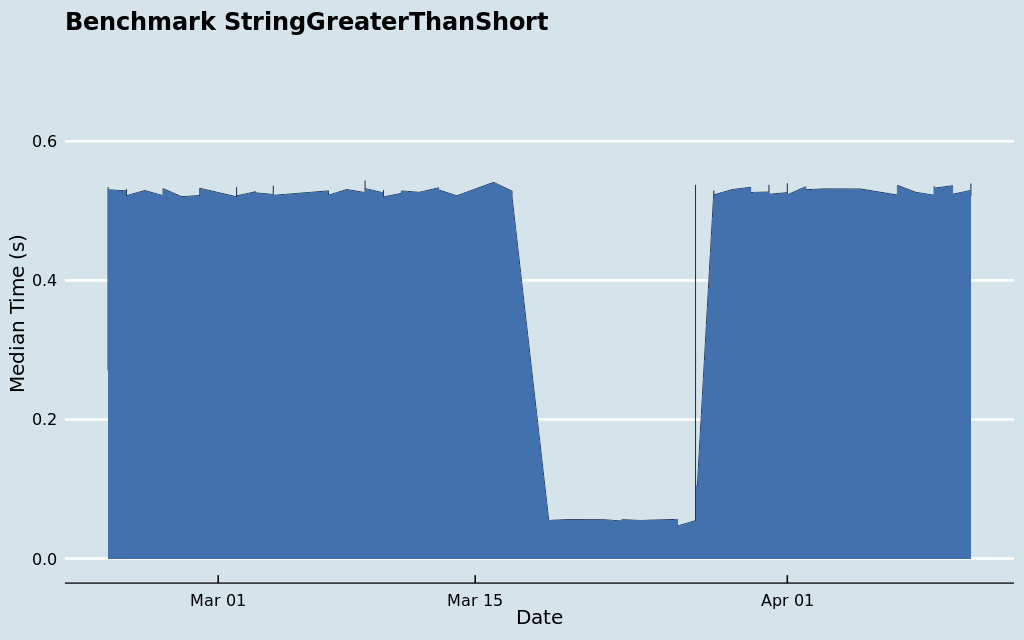 Benchmark StringGreaterThanShort
Median Time (s)
0.6
0.4
0.2
0.0
Mar 01
Mar 15
Apr 01
Date